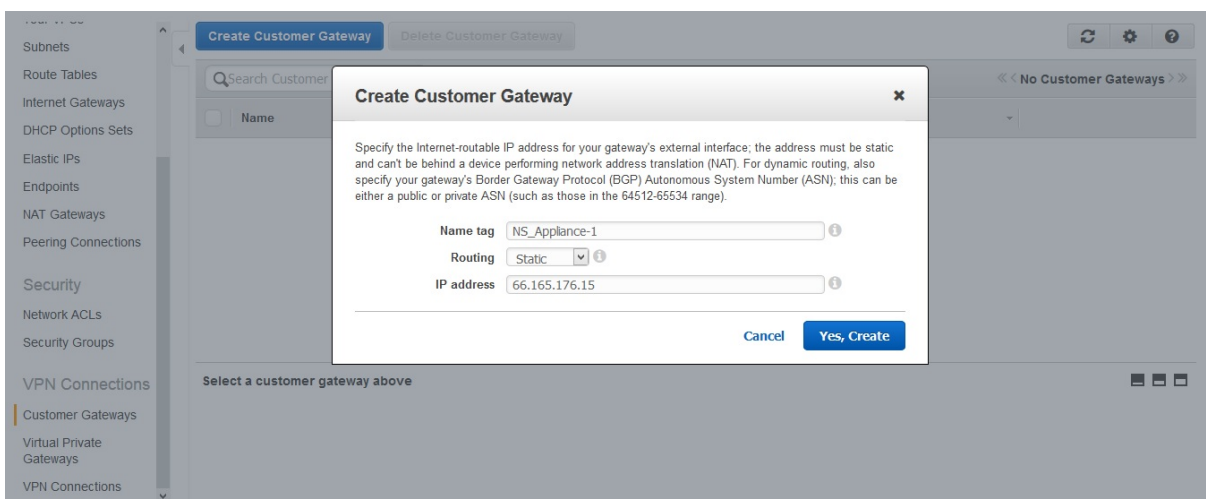 Subnets
Route Tables
Internet Gateways
DHCP Options Sets
Elastic IPs
Endpoints
NAT Gateways
Peering Connections
Security
Network ACLs
Security Groups
VPN Connections
Customer Gateways
Virtual Private
Gateways
VPN Connections
Create Customer Gateway
Delete Customer Gateway
Search Customer
« < No Customer Gateways > »
Name
Create Customer Gateway
Specify the Internet-routable IP address for your gateway's external interface; the address must be static
and can't be behind a device performing network address translation (NAT). For dynamic routing, also
specify your gateway's Border Gateway Protocol (BGP) Autonomous System Number (ASN); this can be
either a public or private ASN (such as those in the 64512-65534 range).
Name tag NS_Appliance-1
Routing Static
IP address 66.165.176.15
Cancel Yes, Create
Select a customer gateway above